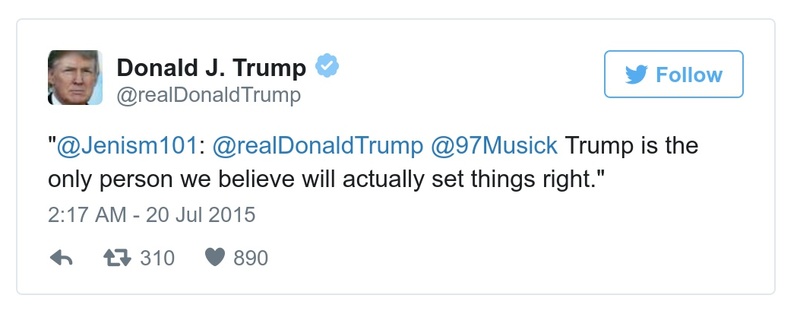 Donald J. Trump
@realDonaldTrump
Follow
"@Jenism101: @realDonaldTrump @97Musick Trump is the
only person we believe will actually set things right."
2:17 AM - 20 Jul 2015
310 890